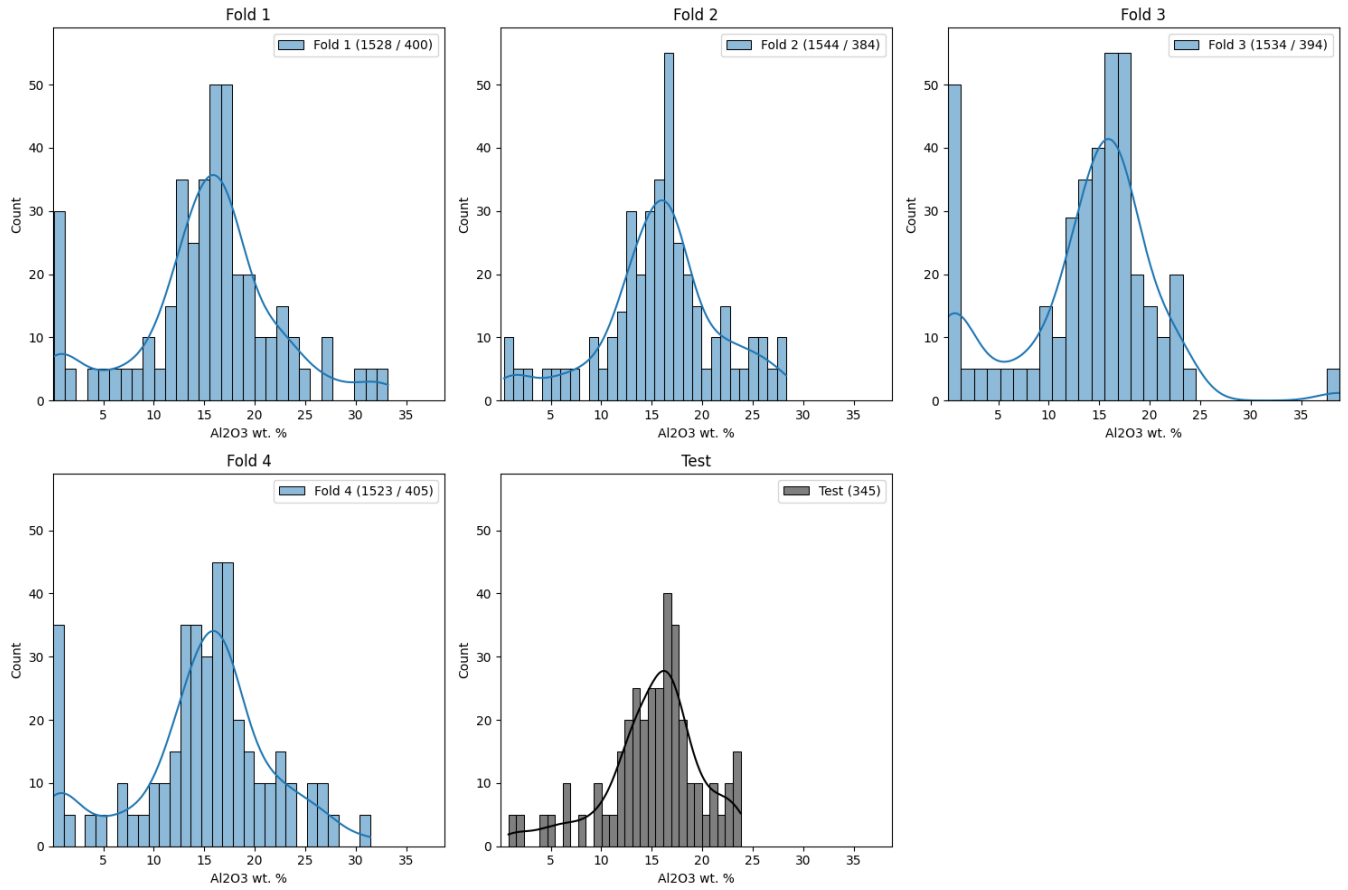 Fold 1
Fold 1 (1528 / 400)
Count
50
40
30
20
10
0
5 10 15 20 25 30 35
Al2O3 wt. %
Fold 2
Fold 2 (1544 / 384)
Count
50
40
30
20
10
0
5 10 15 20 25 30 35
Al2O3 wt. %
Fold 3
Fold 3 (1534 / 394)
Count
50
40
30
20
10
0
5 10 15 20 25 30 35
Al2O3 wt. %
Fold 4
Fold 4 (1523 / 405)
Count
50
40
30
20
10
0
5 10 15 20 25 30 35
Al2O3 wt. %
Test
Test (345)
Count
50
40
30
20
10
0
5 10 15 20 25 30 35
Al2O3 wt. %